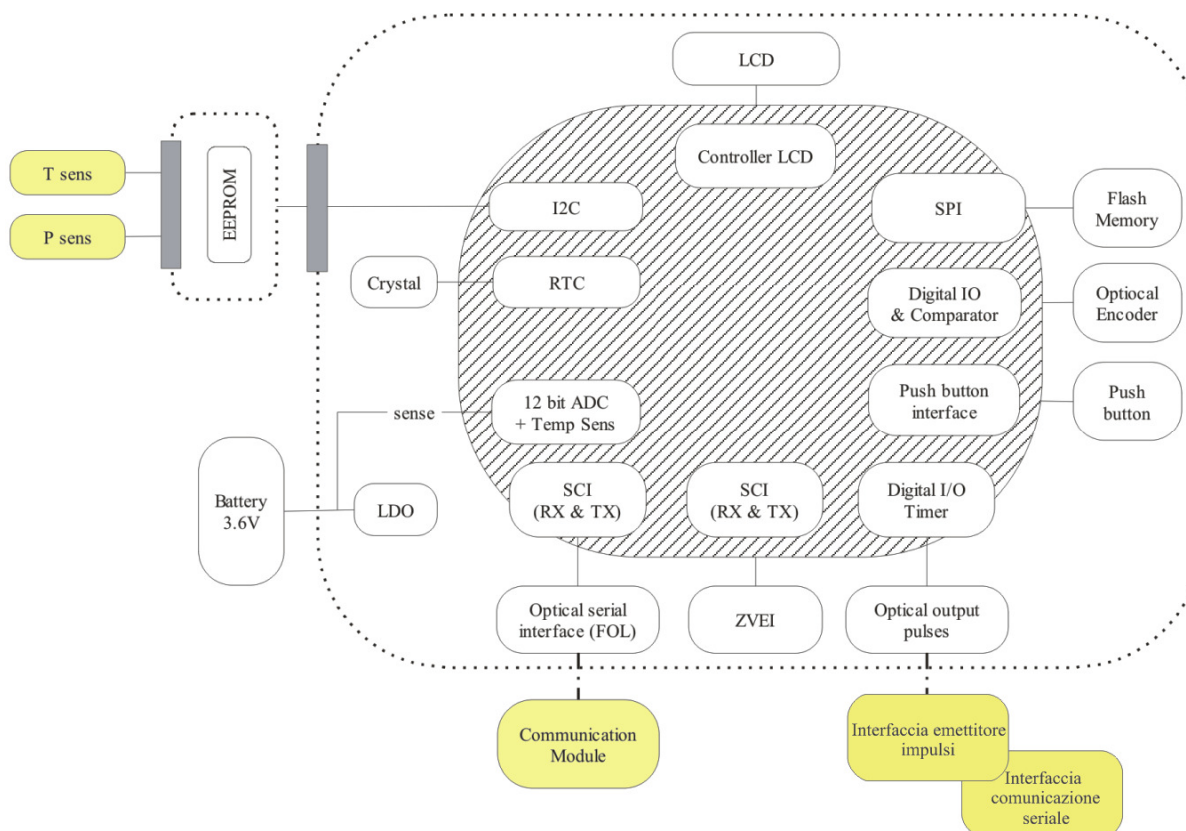 LCD
Controller LCD
T sens
P sens
EEPROM
I2C
SPI
Flash
Memory
Crystal
RTC
Digital IO
& Comparator
Optiocal
Encoder
sense
12 bit ADC
+ Temp Sens
Push button
interface
Push
button
Battery
3.6V
LDO
SCI
(RX & TX)
SCI
(RX & TX)
Digital I/O
Timer
Optical serial
interface (FOL)
ZVEI
Optical output
pulses
Communication
Module
Interfaccia emettitore
impulsi
Interfaccia
comunicazione
seriale